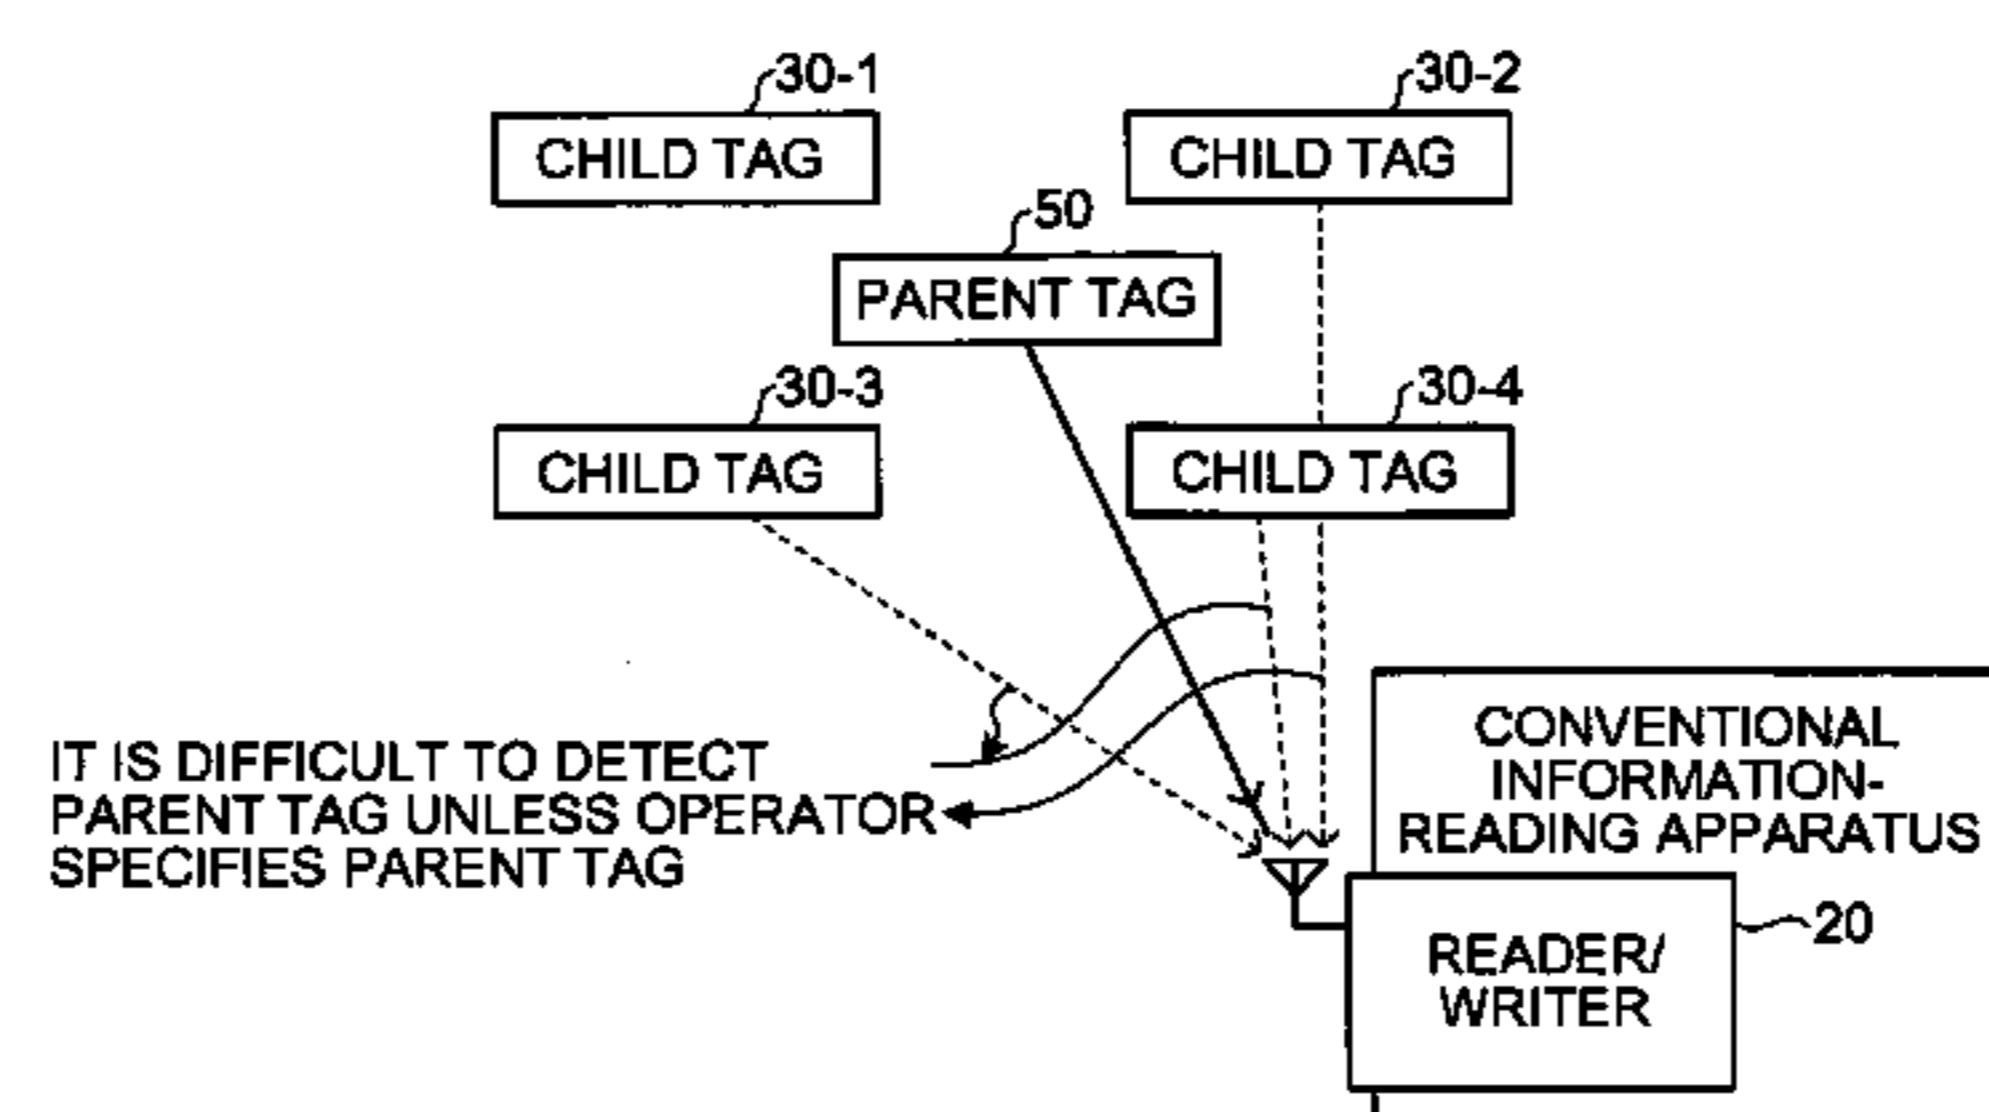 30-1
30-2
CHILD TAG
CHILD TAG
50
PARENT TAG
30-3
30-4
CHILD TAG
CHILD TAG
IT IS DIFFICULT TO DETECT
PARENT TAG UNLESS OPERATOR
SPECIFIES PARENT TAG
CONVENTIONAL
INFORMATION-
READING APPARATUS
READER/
WRITER
20